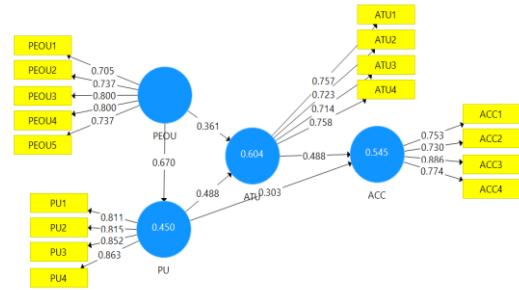 PEOU1
PEOU2
PEOU3
PEOU4
PEOU5
0.705
0.737
0.800
0.800
0.737
PEOU
0.361
0.670
ATU1
ATU2
ATU3
ATU4
0.757
0.723
0.714
0.758
0.604
ATU
0.488
0.545
ACC
0.753
0.730
0.886
0.774
ACC1
ACC2
ACC3
ACC4
0.488
0.303
PU1
PU2
PU3
PU4
0.811
0.815
0.852
0.863
0.450
PU